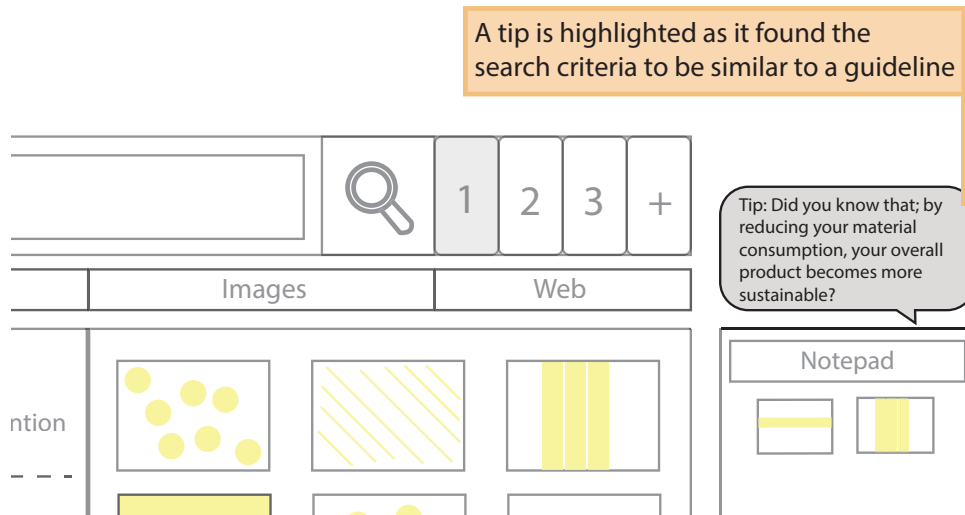 A tip is highlighted as it found the
search criteria to be similar to a guideline
1 2 3 +
Tip: Did you know that; by
reducing your material
consumption, your overall
product becomes more
sustainable?
Images Web
Notepad
ntion